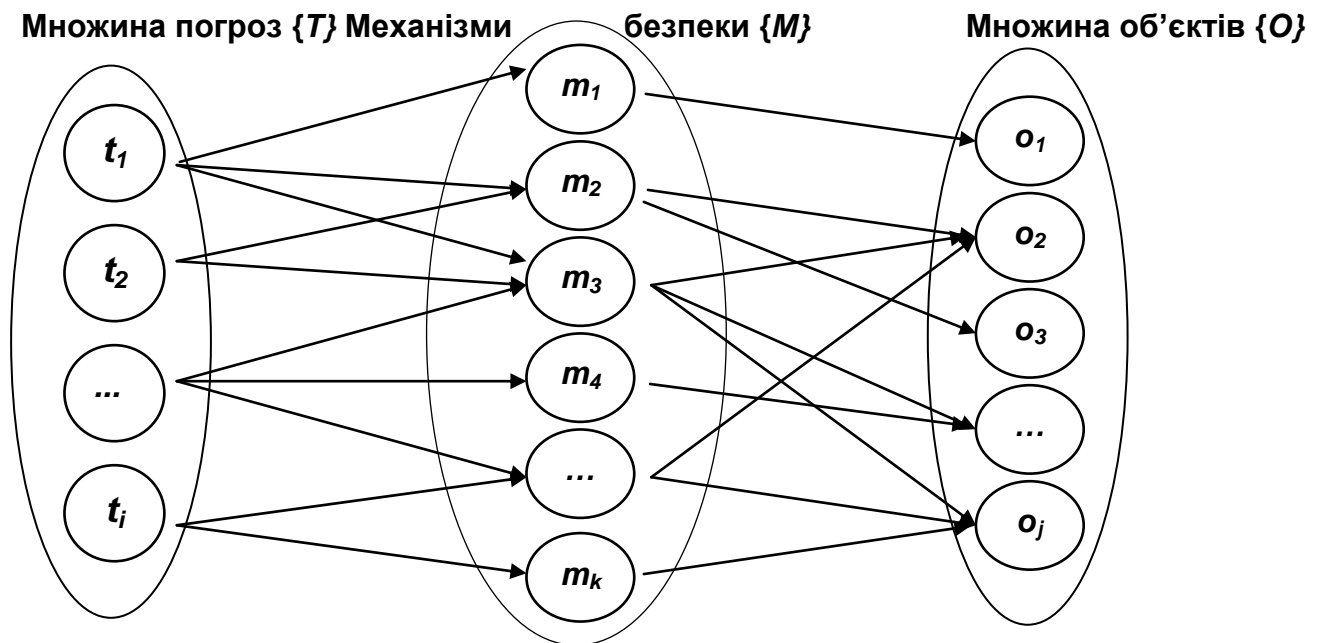 Множина погроз {T} Механізми безпеки {M} Множина об’єктів {O}
t1
t2
...
ti
m1
m2
m3
m4
...
mk
o1
o2
o3
...
oj